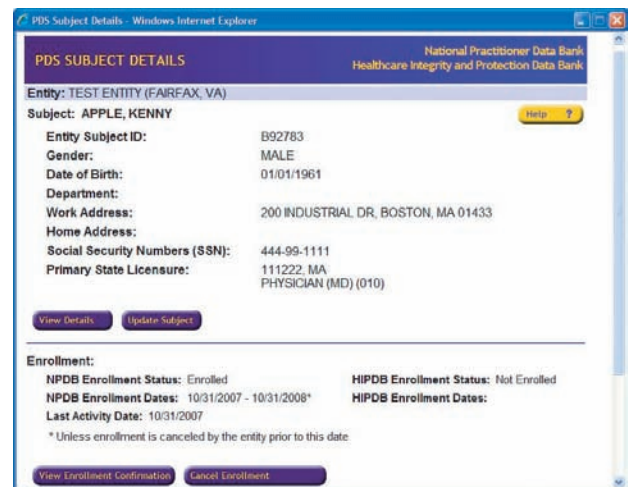 PDS Subject Details - Windows Internet Explorer
PDS SUBJECT DETAILS
National Practitioner Data Bank
Healthcare Integrity and Protection Data Bank
Entity: TEST ENTITY (FAIRFAX, VA)
Subject: APPLE, KENNY
Help ?
Entity Subject ID: B92783
Gender: MALE
Date of Birth: 01/01/1961
Department:
Work Address: 200 INDUSTRIAL DR, BOSTON, MA 01433
Home Address:
Social Security Numbers (SSN): 444-99-1111
Primary State Licensure: 111222, MA
PHYSICIAN (MD) (010)
View Details Update Subject
Enrollment:
NPDB Enrollment Status: Enrolled HIPDB Enrollment Status: Not Enrolled
NPDB Enrollment Dates: 10/31/2007 - 10/31/2008* HIPDB Enrollment Dates:
Last Activity Date: 10/31/2007
* Unless enrollment is canceled by the entity prior to this date
View Enrollment Confirmation Cancel Enrollment